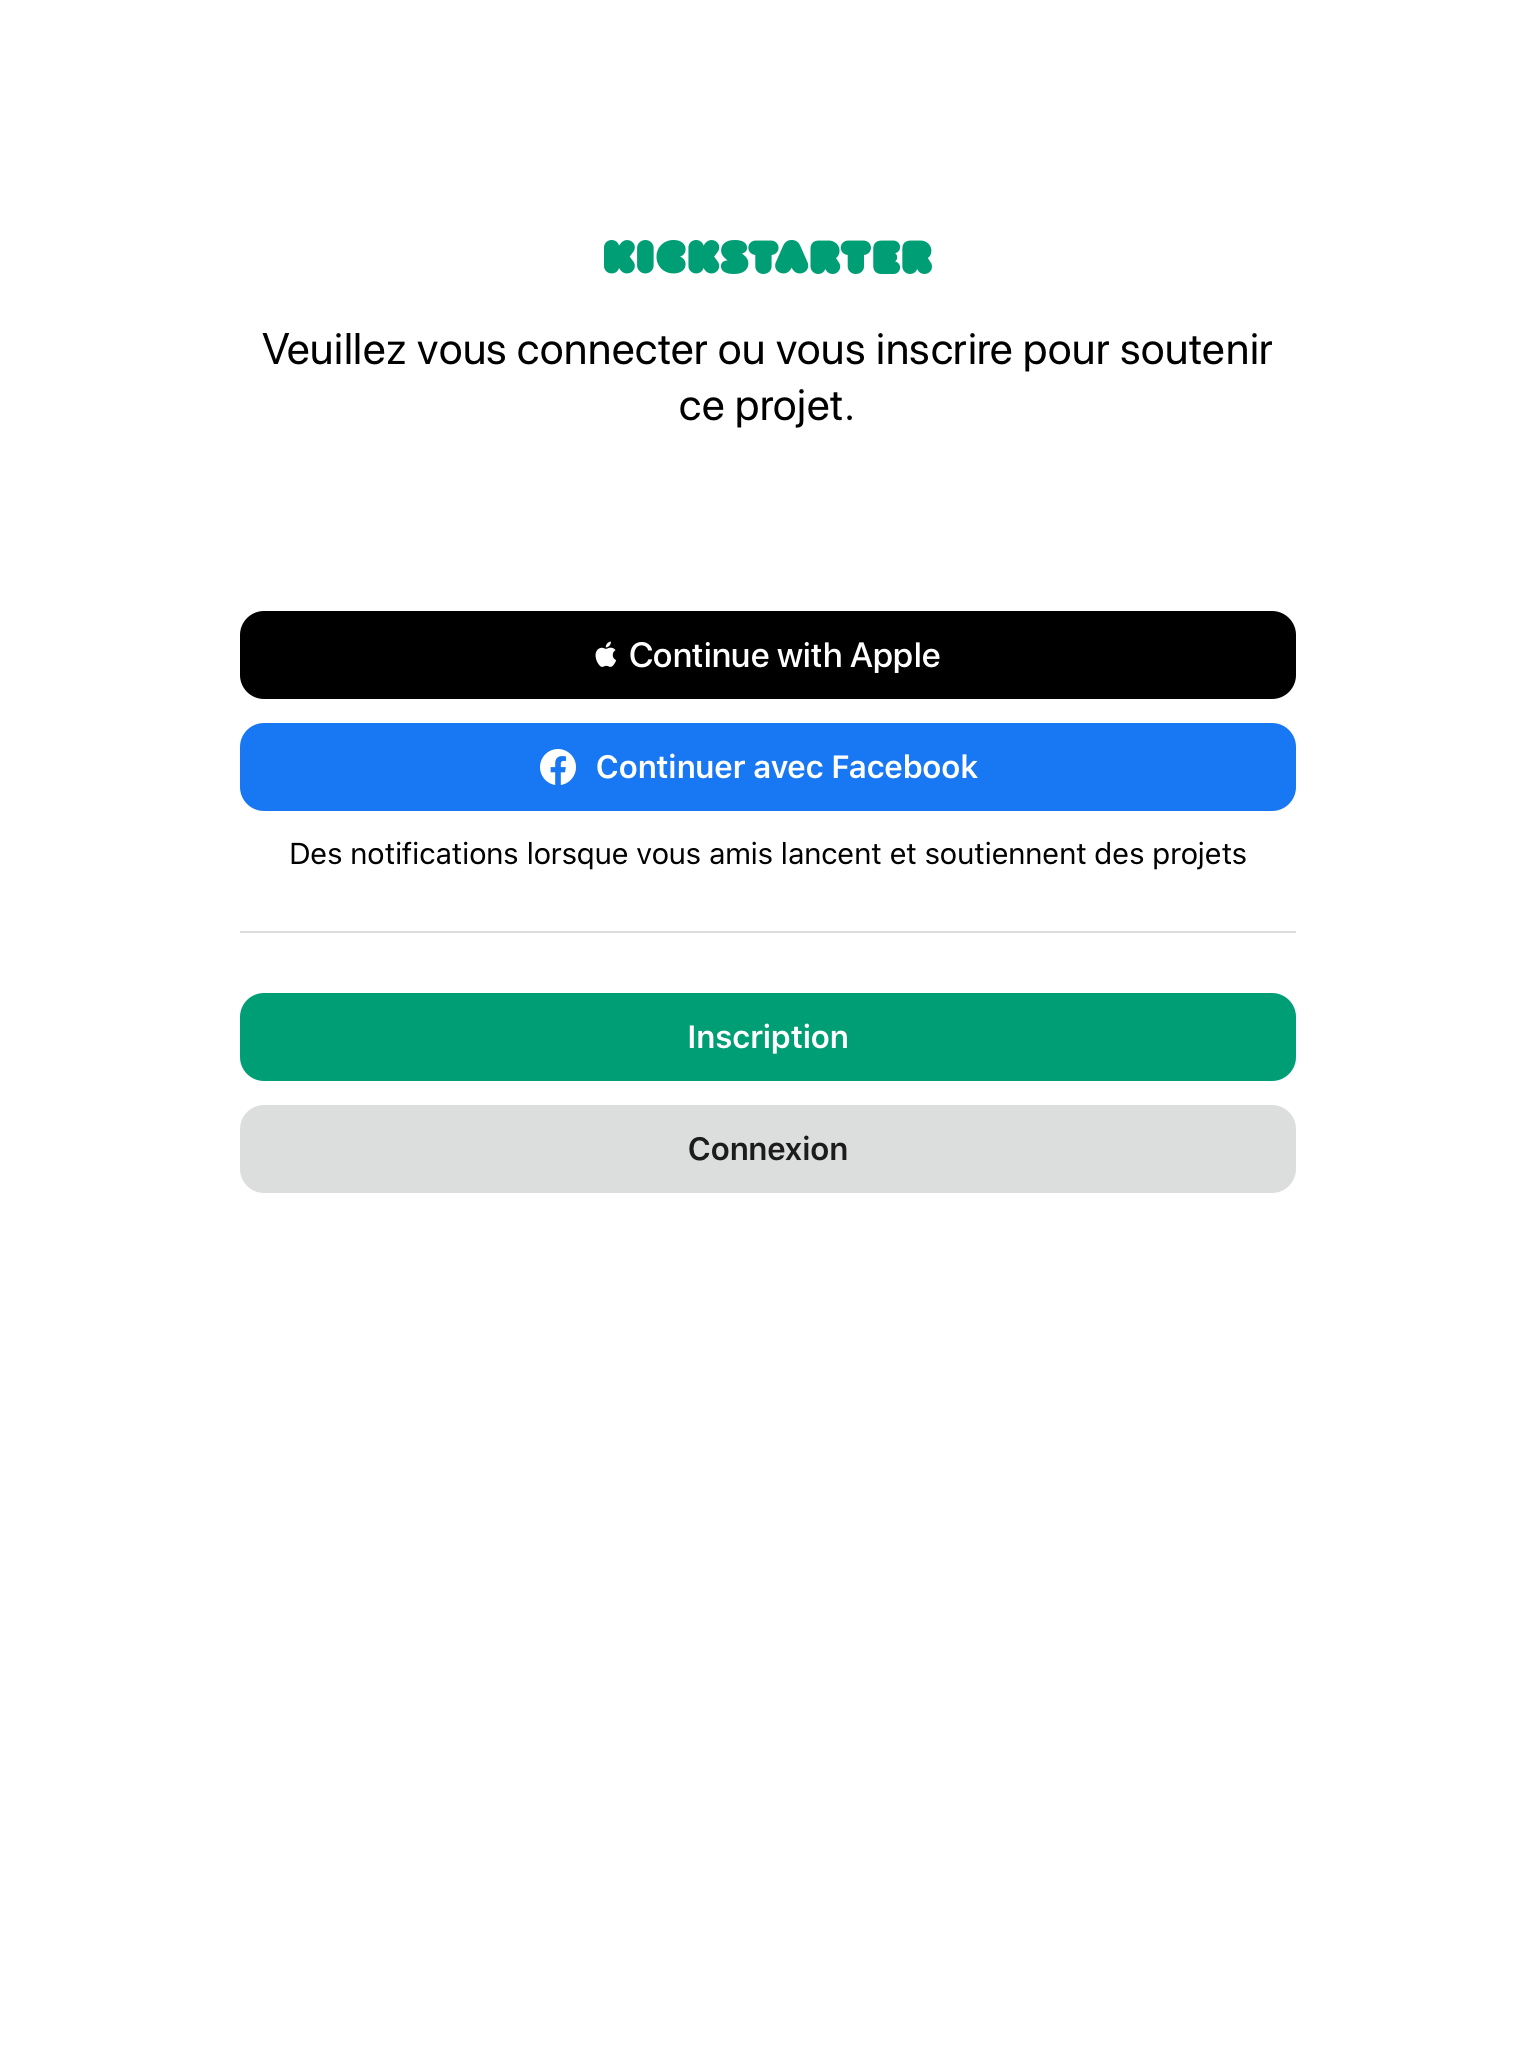 KICKSTARTER
Veuillez vous connecter ou vous inscrire pour soutenir
ce projet.
Continue with Apple
Continuer avec Facebook
Des notifications lorsque vous amis lancent et soutiennent des projets
Inscription
Connexion